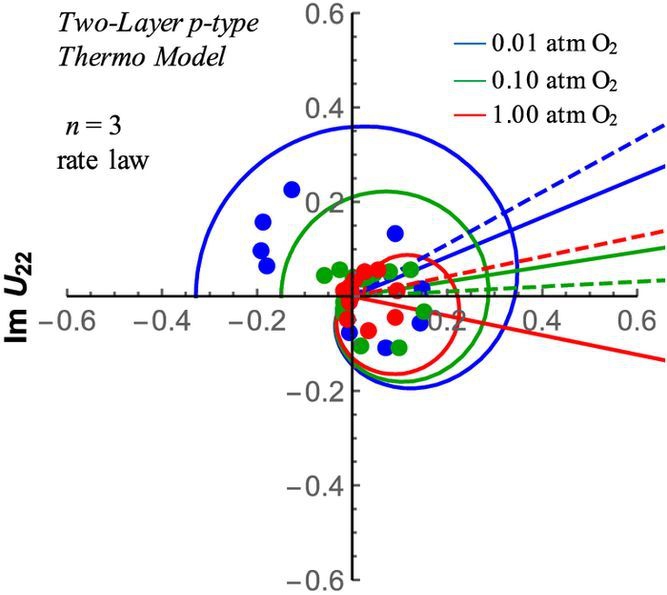 0.6
Two-Layer p-type
Thermo Model
0.01 atm O2
0.10 atm O2
1.00 atm O2
0.4
n = 3
rate law
0.2
Im U22
−0.6
−0.4
−0.2
0
0.2
0.4
0.6
−0.2
−0.4
−0.6